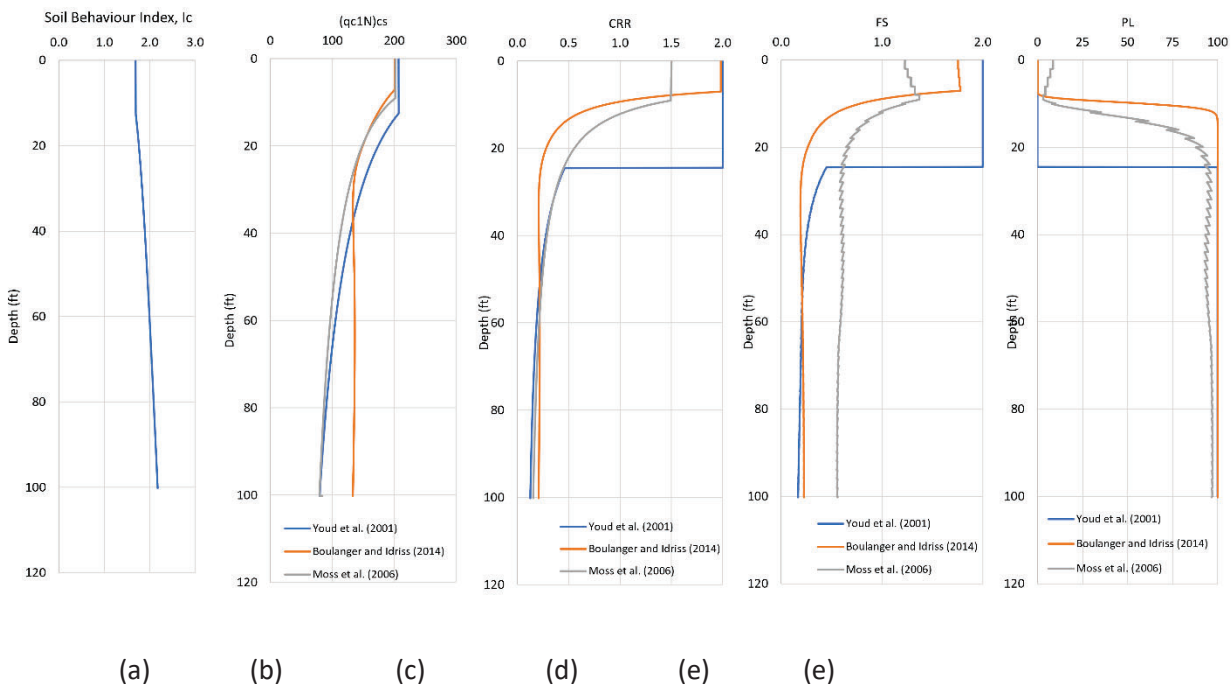 Soil Behaviour Index, Ic
0.0 1.0 2.0 3.0
0
20
40
60
80
100
120
Depth (ft)
(qc1N)cs
0 100 200 300
0
20
40
60
80
100
120
Depth (ft)
Youd et al. (2001)
Boulanger and Idriss (2014)
Moss et al. (2006)
CRR
0.0 0.5 1.0 1.5 2.0
0
20
40
60
80
100
120
Depth (ft)
Youd et al. (2001)
Boulanger and Idriss (2014)
Moss et al. (2006)
FS
0.0 1.0 2.0
0
20
40
60
80
100
120
Depth (ft)
Youd et al. (2001)
Boulanger and Idriss (2014)
Moss et al. (2006)
PL
0 25 50 75 100
0
20
40
60
80
100
120
Depth (ft)
Youd et al. (2001)
Boulanger and Idriss (2014)
Moss et al. (2006)
(a) (b) (c) (d) (e) (e)